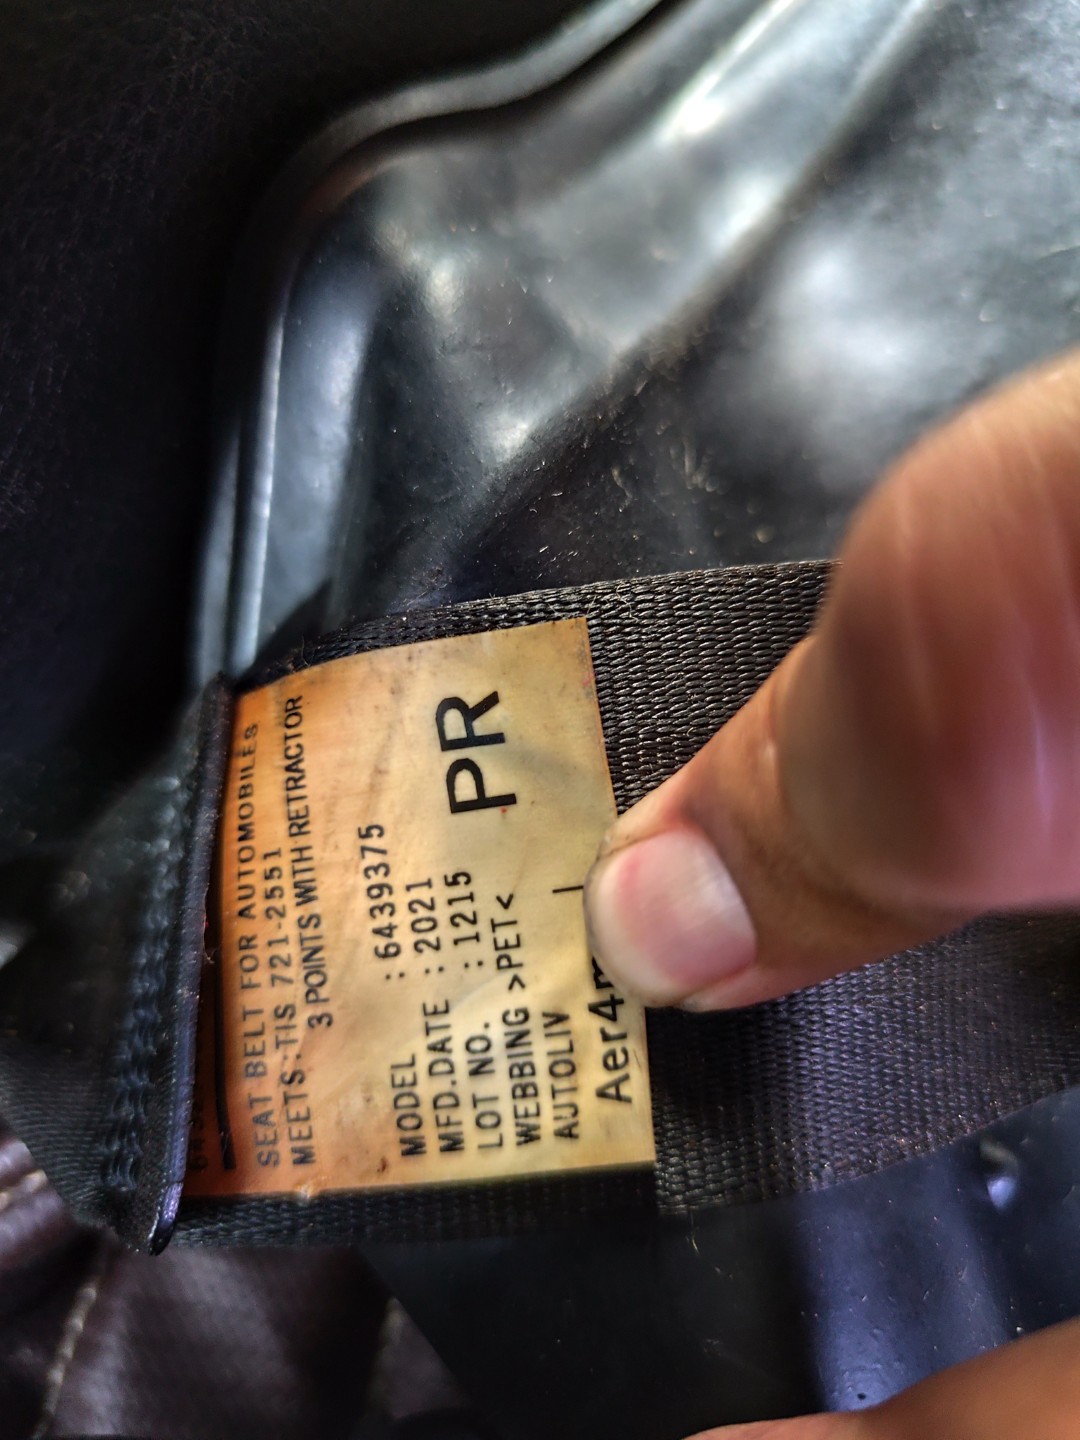 SEAT BELT FOR AUTOMOBILES
MEETS:TIS 721-2551
3 POINTS WITH RETRACTOR
MODEL : 6439375
MFD.DATE : 2021
LOT NO. : 1215
WEBBING >PET<
AUTOLIV
PR